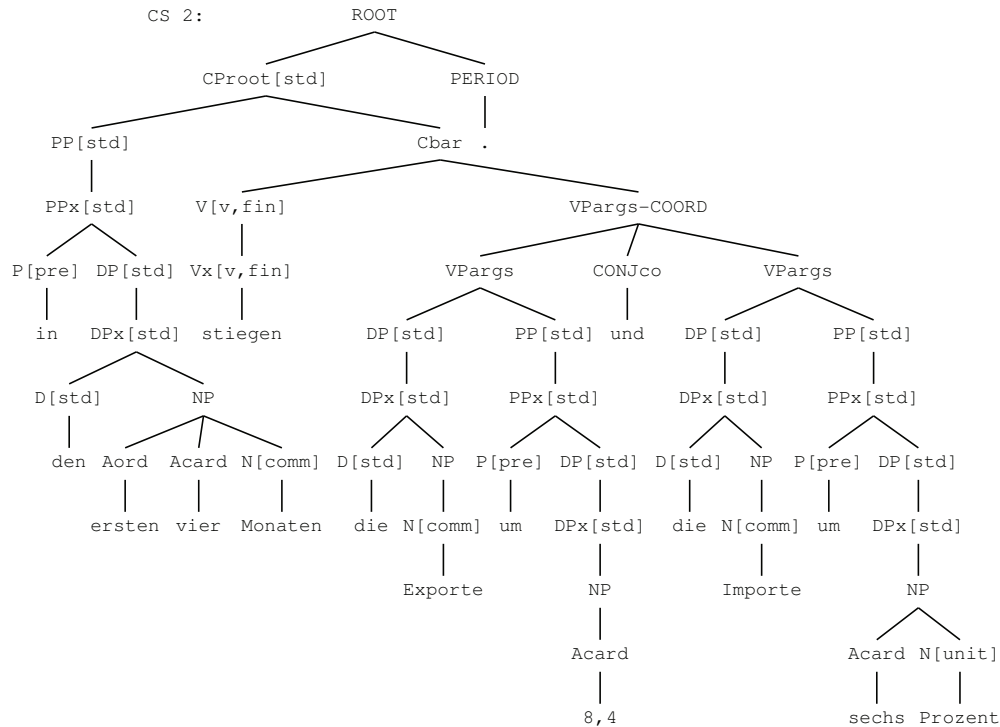 CS 2: ROOT
CProot[std] PERIOD
PP[std] Cbar .
PPx[std] V[v,fin] VPargs-COORD
P[pre] DP[std] Vx[v,fin] VPargs CONJco VPargs
in DPx[std] stiegen DP[std] PP[std] und DP[std] PP[std]
D[std] NP DPx[std] PPx[std] DPx[std] PPx[std]
den Aord Acard N[comm] D[std] NP P[pre] DP[std] D[std] NP P[pre] DP[std]
ersten vier Monaten die N[comm] um DPx[std] die N[comm] um DPx[std]
Exporte NP Importe NP
Acard Acard N[unit]
8,4 sechs Prozent